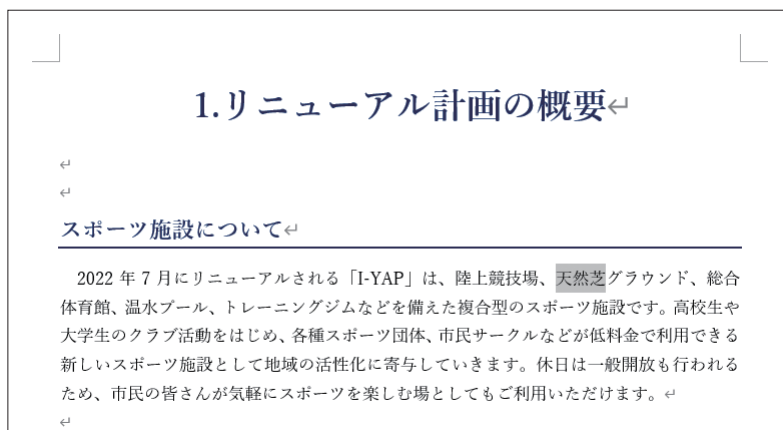 1.リニューアル計画の概要
スポーツ施設について
2022 年 7 月にリニューアルされる「I-YAP」は、陸上競技場、天然芝グラウンド、総合
体育館、温水プール、トレーニングジムなどを備えた複合型のスポーツ施設です。高校生や
大学生のクラブ活動をはじめ、各種スポーツ団体、市民サークルなどが低料金で利用できる
新しいスポーツ施設として地域の活性化に寄与していきます。休日は一般開放も行われる
ため、市民の皆さんが気軽にスポーツを楽しむ場としてもご利用いただけます。